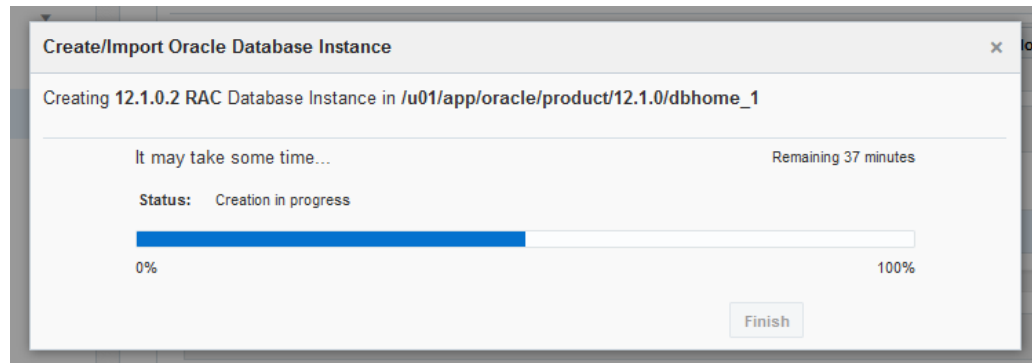 Create/Import Oracle Database Instance
Creating 12.1.0.2 RAC Database Instance in /u01/app/oracle/product/12.1.0/dbhome_1
It may take some time...
Remaining 37 minutes
Status: Creation in progress
0%
100%
Finish